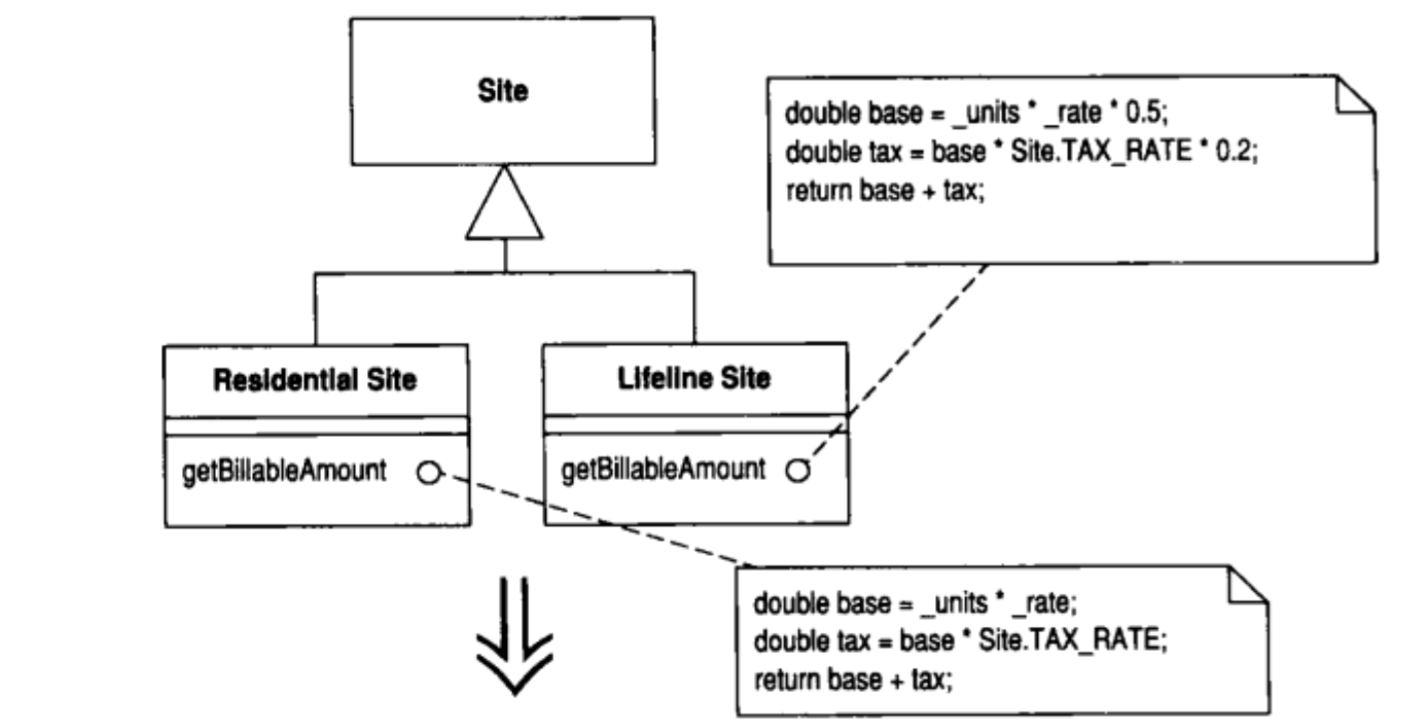 Site
double base = _units * _rate * 0.5;
double tax = base * Site.TAX_RATE * 0.2;
return base + tax;
Residential Site
Lifeline Site
getBillableAmount
getBillableAmount
double base = _units * _rate;
double tax = base * Site.TAX_RATE;
return base + tax;